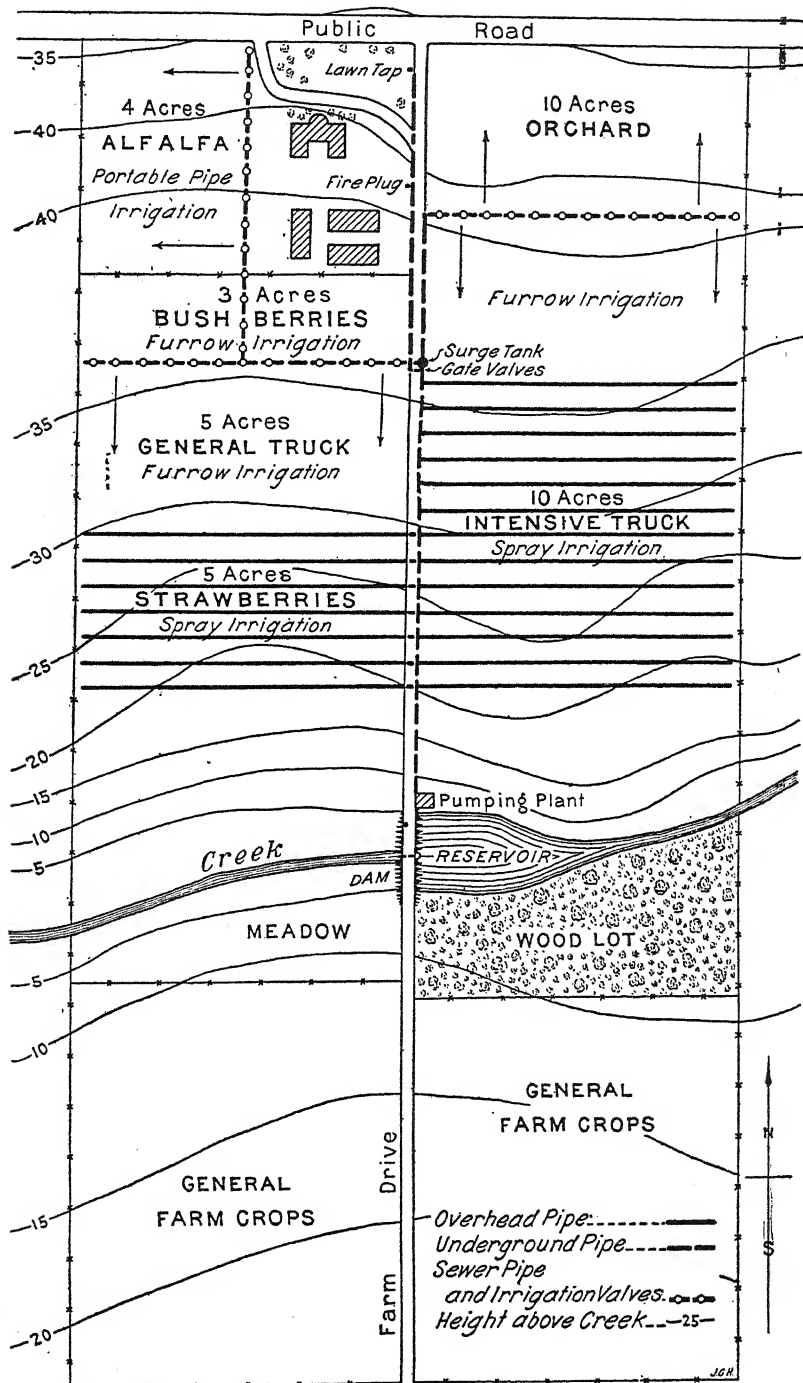 Public Road
Lawn Tap
-35
4 Acres
ALFALFA
Portable Pipe
Irrigation
10 Acres
ORCHARD
-40
Fire Plug
-40
3 Acres
BUSH BERRIES
Furrow Irrigation
Furrow Irrigation
Surge Tank
Gate Valves
-35
5 Acres
GENERAL TRUCK
Furrow Irrigation
10 Acres
INTENSIVE TRUCK
Spray Irrigation
-30
5 Acres
STRAWBERRIES
Spray Irrigation
-25
-20
-15
-10
-5
Pumping Plant
Creek
RESERVOIR
DAM
MEADOW
WOOD LOT
-5
-10
GENERAL
FARM CROPS
N
S
GENERAL
FARM CROPS
Farm Drive
-15
-20
Overhead Pipe
Underground Pipe
Sewer Pipe
and Irrigation Valves
Height above Creek -25-
J.G.H.